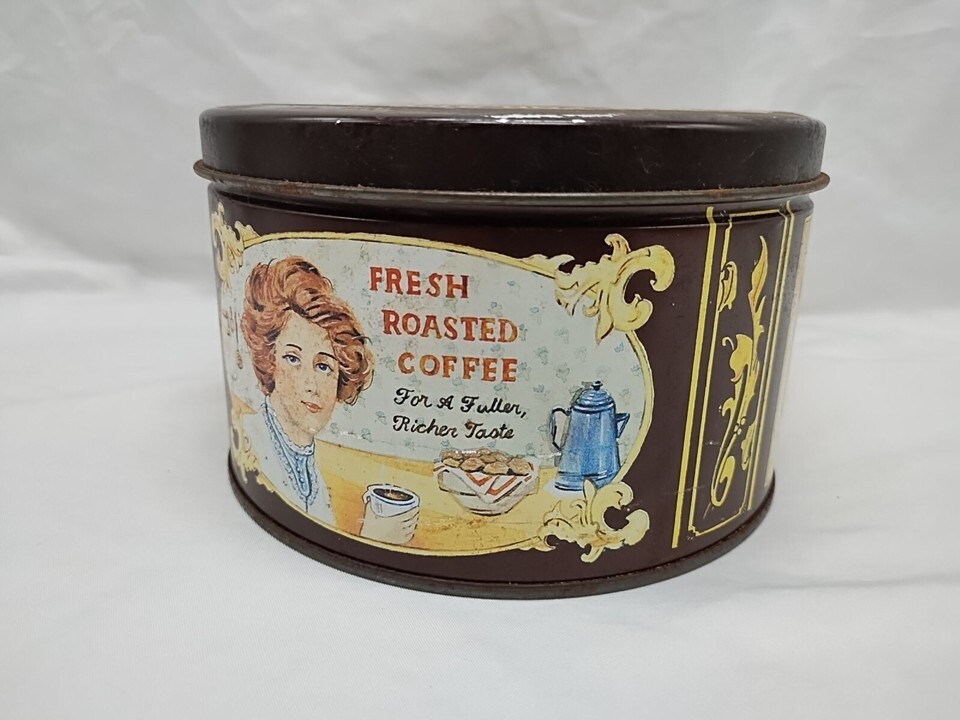 FRESH
ROASTED
COFFEE
For A Fuller,
Richer Taste